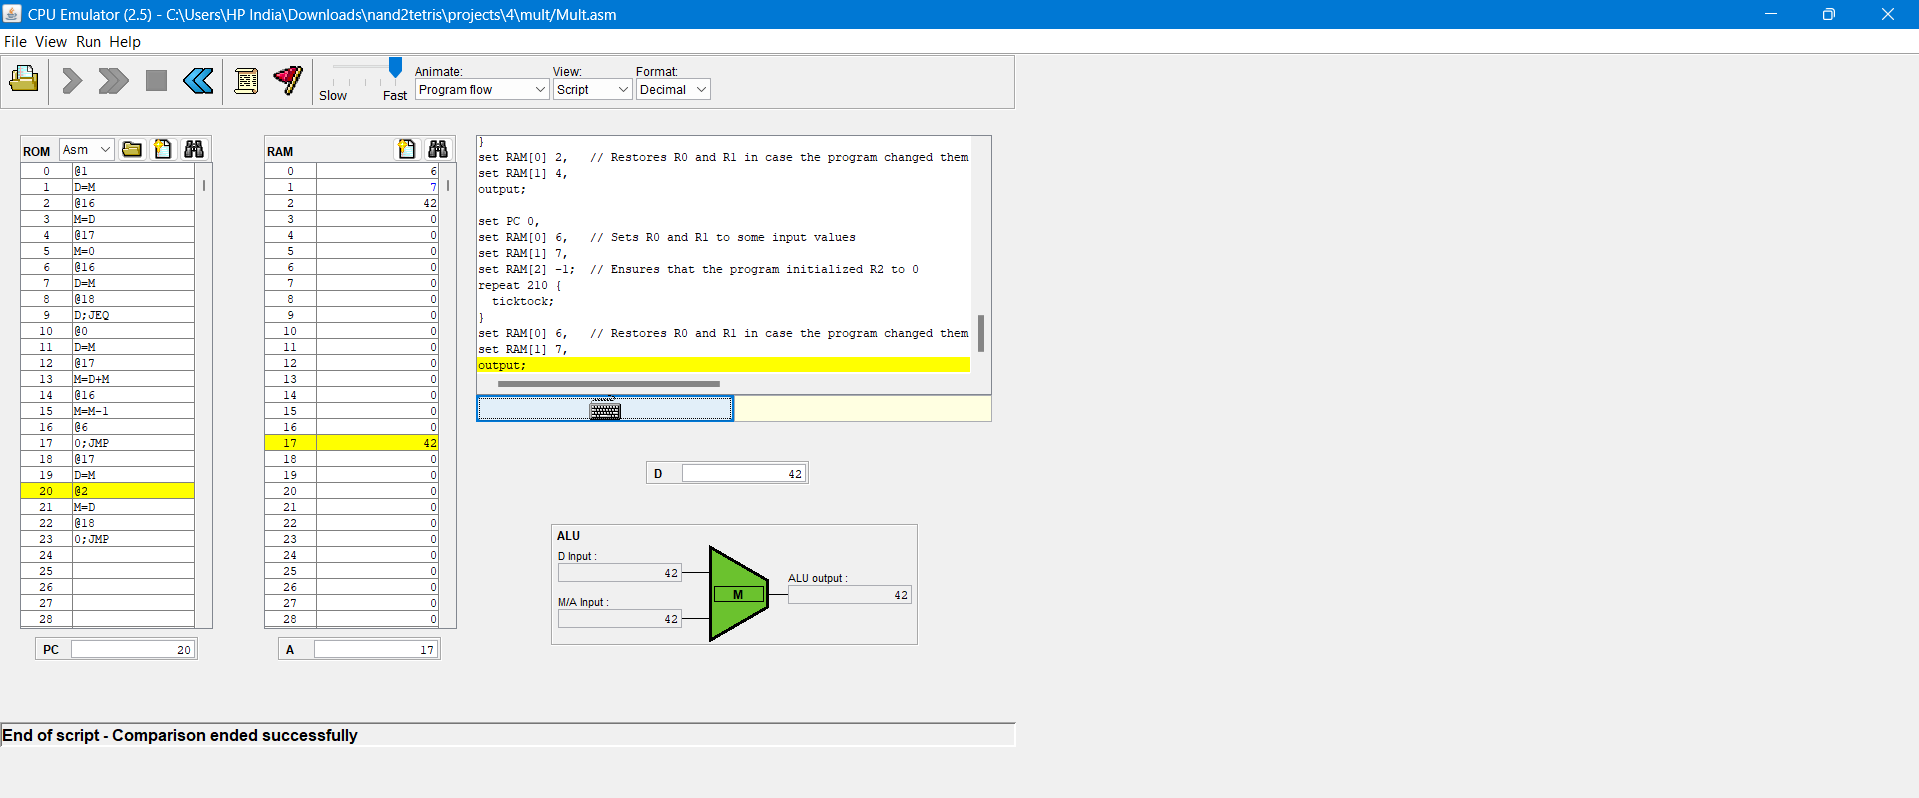 CPU Emulator (2.5) - C:\Users\HP India\Downloads\nand2tetris\projects\4\mult/Mult.asm
File View Run Help
Slow Fast
Animate: View: Format:
Program flow Script Decimal
ROM Asm
0 @1
1 D=M
2 @16
3 M=D
4 @17
5 M=0
6 @16
7 D=M
8 @18
9 D;JEQ
10 @0
11 D=M
12 @17
13 M=D+M
14 @16
15 M=M-1
16 @6
17 0;JMP
18 @17
19 D=M
20 @2
21 M=D
22 @18
23 0;JMP
24
25
26
27
28
PC 20
RAM
0 6
1 7
2 42
3 0
4 0
5 0
6 0
7 0
8 0
9 0
10 0
11 0
12 0
13 0
14 0
15 0
16 0
17 42
18 0
19 0
20 0
21 0
22 0
23 0
24 0
25 0
26 0
27 0
28 0
A 17
}
set RAM[0] 2,   // Restores R0 and R1 in case the program changed them
set RAM[1] 4,
output;
set PC 0,
set RAM[0] 6,   // Sets R0 and R1 to some input values
set RAM[1] 7,
set RAM[2] -1;  // Ensures that the program initialized R2 to 0
repeat 210 {
  ticktock;
}
set RAM[0] 6,   // Restores R0 and R1 in case the program changed them
set RAM[1] 7,
output;
D 42
ALU
D Input :
42
M/A Input :
42
M
ALU output :
42
End of script - Comparison ended successfully